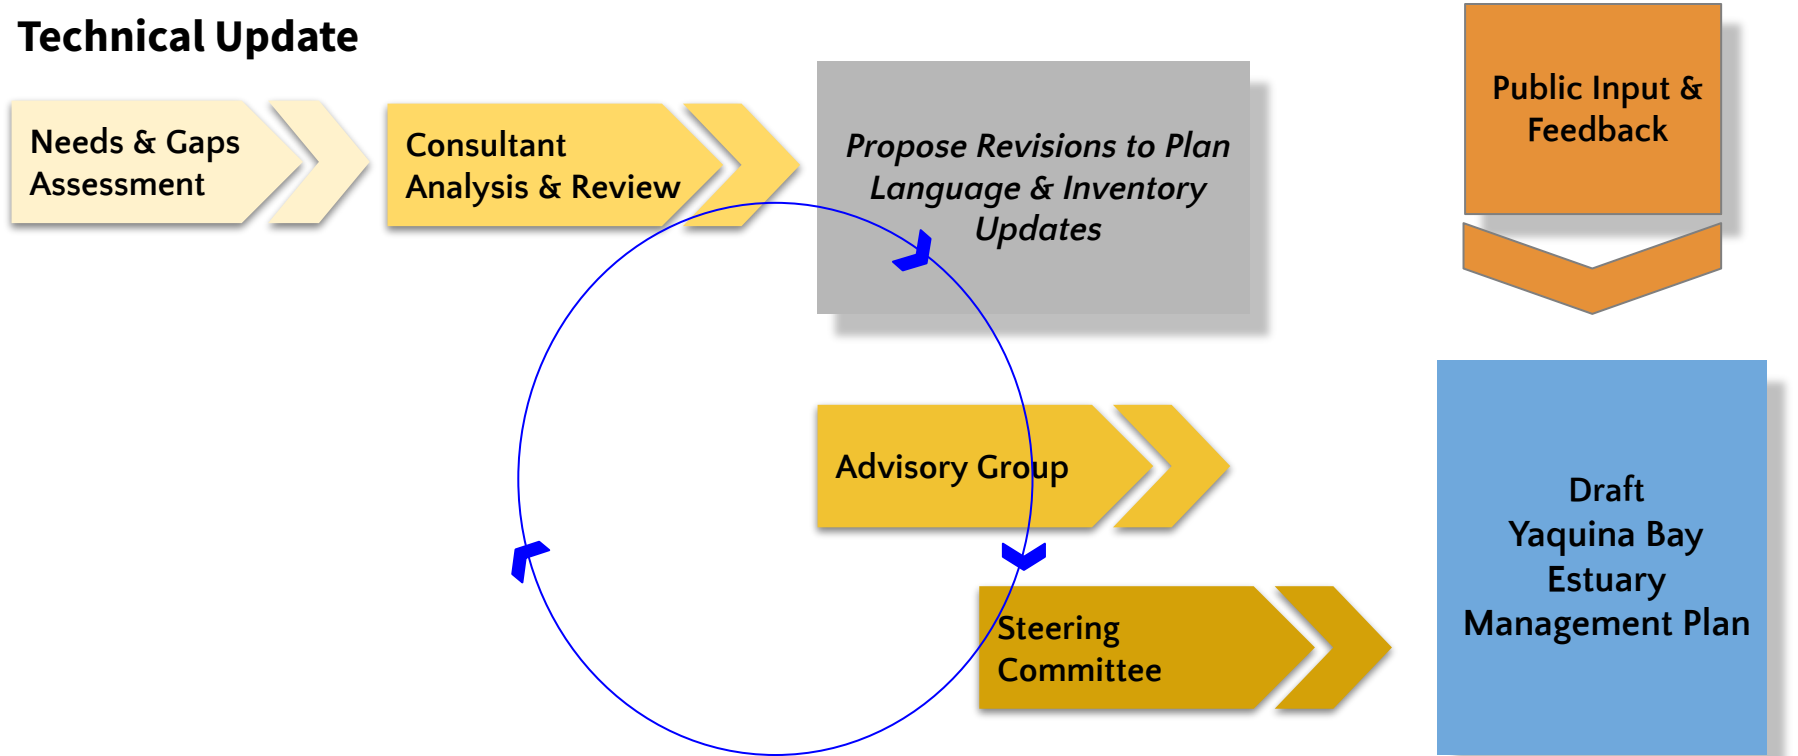 Technical Update
Needs & Gaps
Assessment
Consultant
Analysis & Review
Propose Revisions to Plan
Language & Inventory
Updates
Public Input &
Feedback
Advisory Group
Steering
Committee
Draft
Yaquina Bay
Estuary
Management Plan